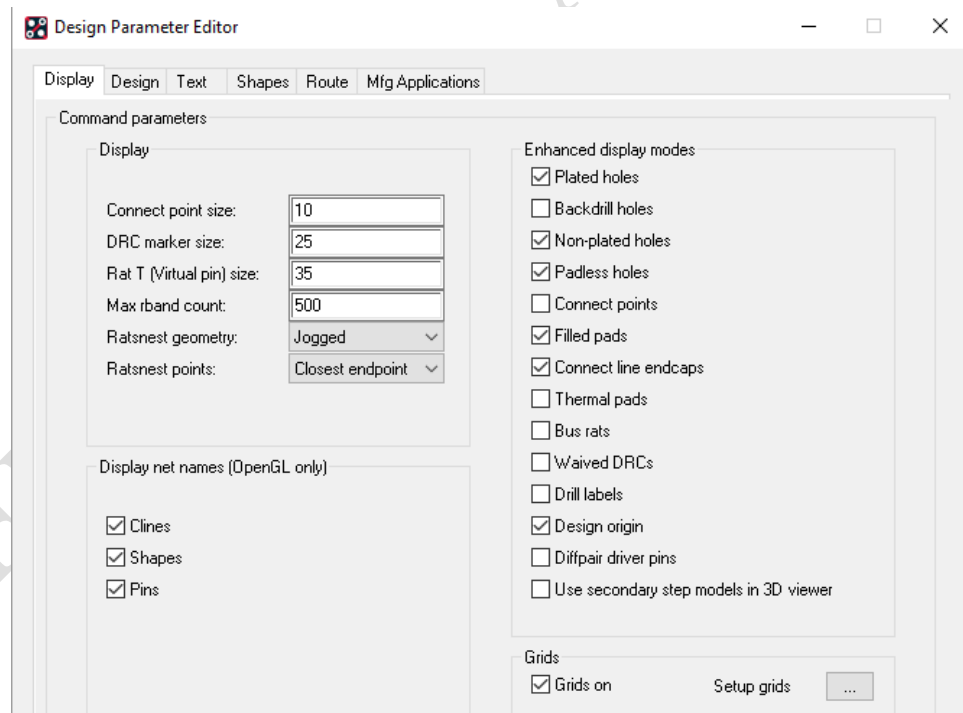 Design Parameter Editor
Display Design Text Shapes Route Mfg Applications
Command parameters
Display
Connect point size: 10
DRC marker size: 25
Rat T (Virtual pin) size: 35
Max rband count: 500
Ratsnest geometry: Jogged
Ratsnest points: Closest endpoint
Display net names (OpenGL only)
Clines
Shapes
Pins
Enhanced display modes
Plated holes
Backdrill holes
Non-plated holes
Padless holes
Connect points
Filled pads
Connect line endcaps
Thermal pads
Bus rats
Waived DRCs
Drill labels
Design origin
Diffpair driver pins
Use secondary step models in 3D viewer
Grids
Grids on Setup grids ...